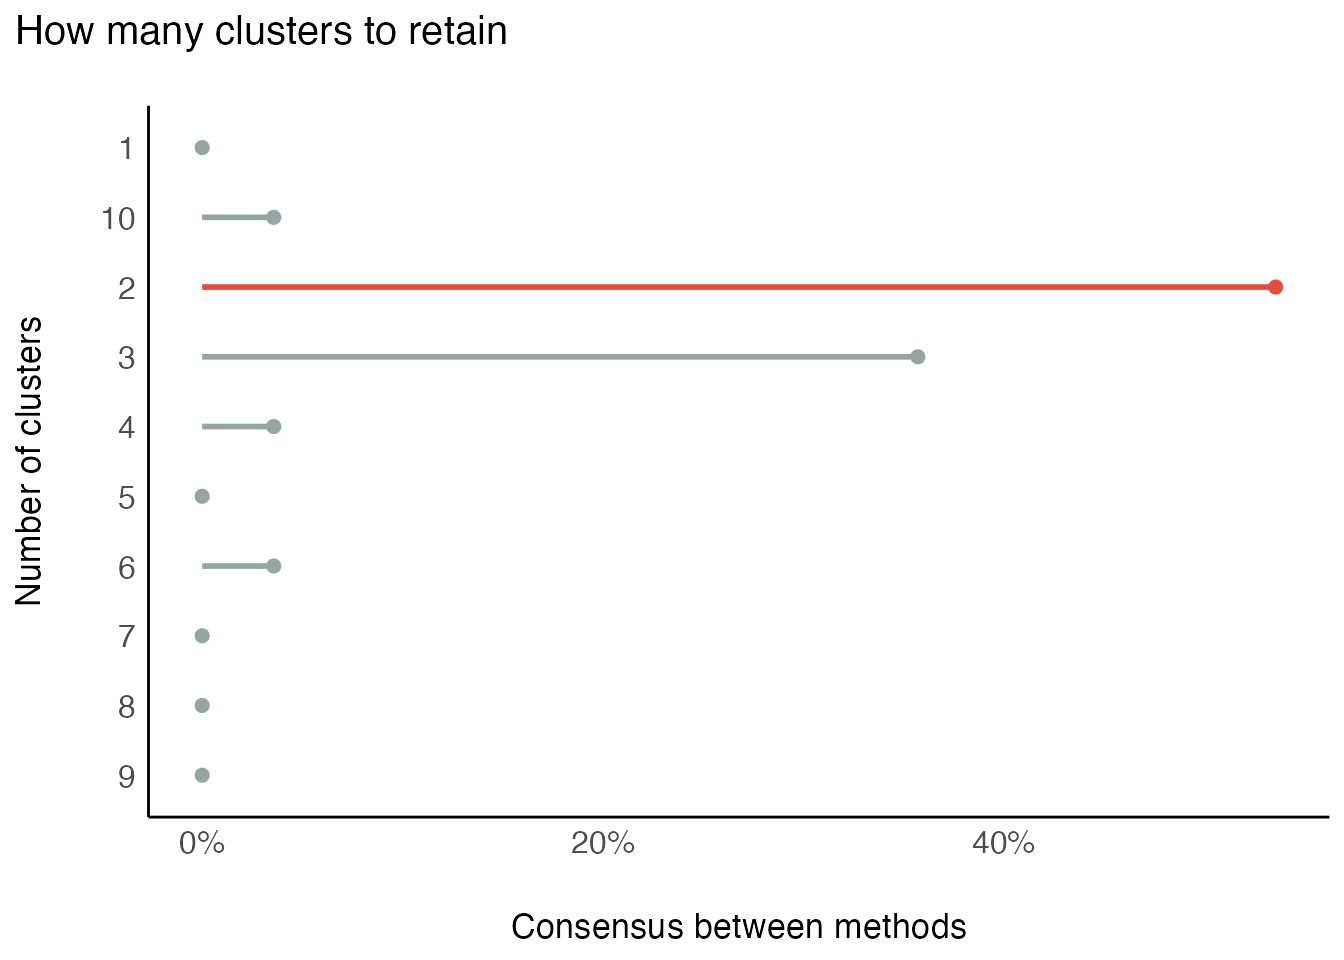 How many clusters to retain
Number of clusters
1
10
2
3
4
5
6
7
8
9
0% 20% 40%
Consensus between methods